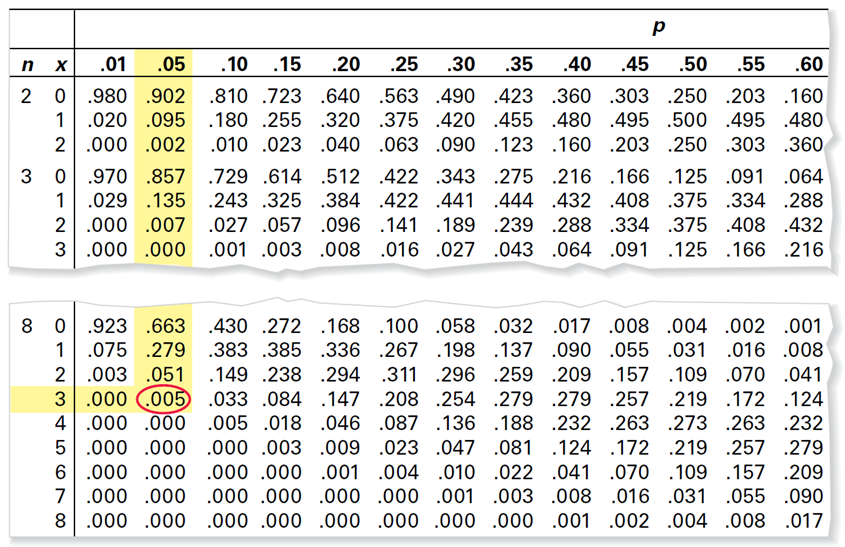 p
n x .01 .05 .10 .15 .20 .25 .30 .35 .40 .45 .50 .55 .60
2 0 .980 .902 .810 .723 .640 .563 .490 .423 .360 .303 .250 .203 .160
1 .020 .095 .180 .255 .320 .375 .420 .455 .480 .495 .500 .495 .480
2 .000 .002 .010 .023 .040 .063 .090 .123 .160 .203 .250 .303 .360
3 0 .970 .857 .729 .614 .512 .422 .343 .275 .216 .166 .125 .091 .064
1 .029 .135 .243 .325 .384 .422 .441 .444 .432 .408 .375 .334 .288
2 .000 .007 .027 .057 .096 .141 .189 .239 .288 .334 .375 .408 .432
3 .000 .000 .001 .003 .008 .016 .027 .043 .064 .091 .125 .166 .216
8 0 .923 .663 .430 .272 .168 .100 .058 .032 .017 .008 .004 .002 .001
1 .075 .279 .383 .385 .336 .267 .198 .137 .090 .055 .031 .016 .008
2 .003 .051 .149 .238 .294 .311 .296 .259 .209 .157 .109 .070 .041
3 .000 .005 .033 .084 .147 .208 .254 .279 .279 .257 .219 .172 .124
4 .000 .000 .005 .018 .046 .087 .136 .188 .232 .263 .273 .263 .232
5 .000 .000 .000 .003 .009 .023 .047 .081 .124 .172 .219 .257 .279
6 .000 .000 .000 .000 .001 .004 .010 .022 .041 .070 .109 .157 .209
7 .000 .000 .000 .000 .000 .000 .001 .003 .008 .016 .031 .055 .090
8 .000 .000 .000 .000 .000 .000 .000 .000 .001 .002 .004 .008 .017